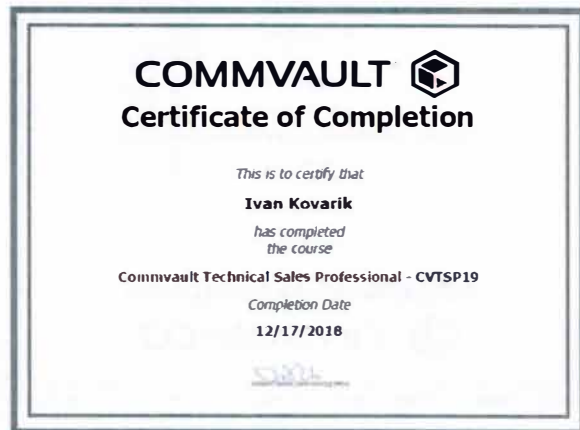 COMMVAULT
Certificate of Completion
This is to certify that
Ivan Kovarik
has completed
the course
Commvault Technical Sales Professional - CVTSP19
Completion Date
12/17/2018